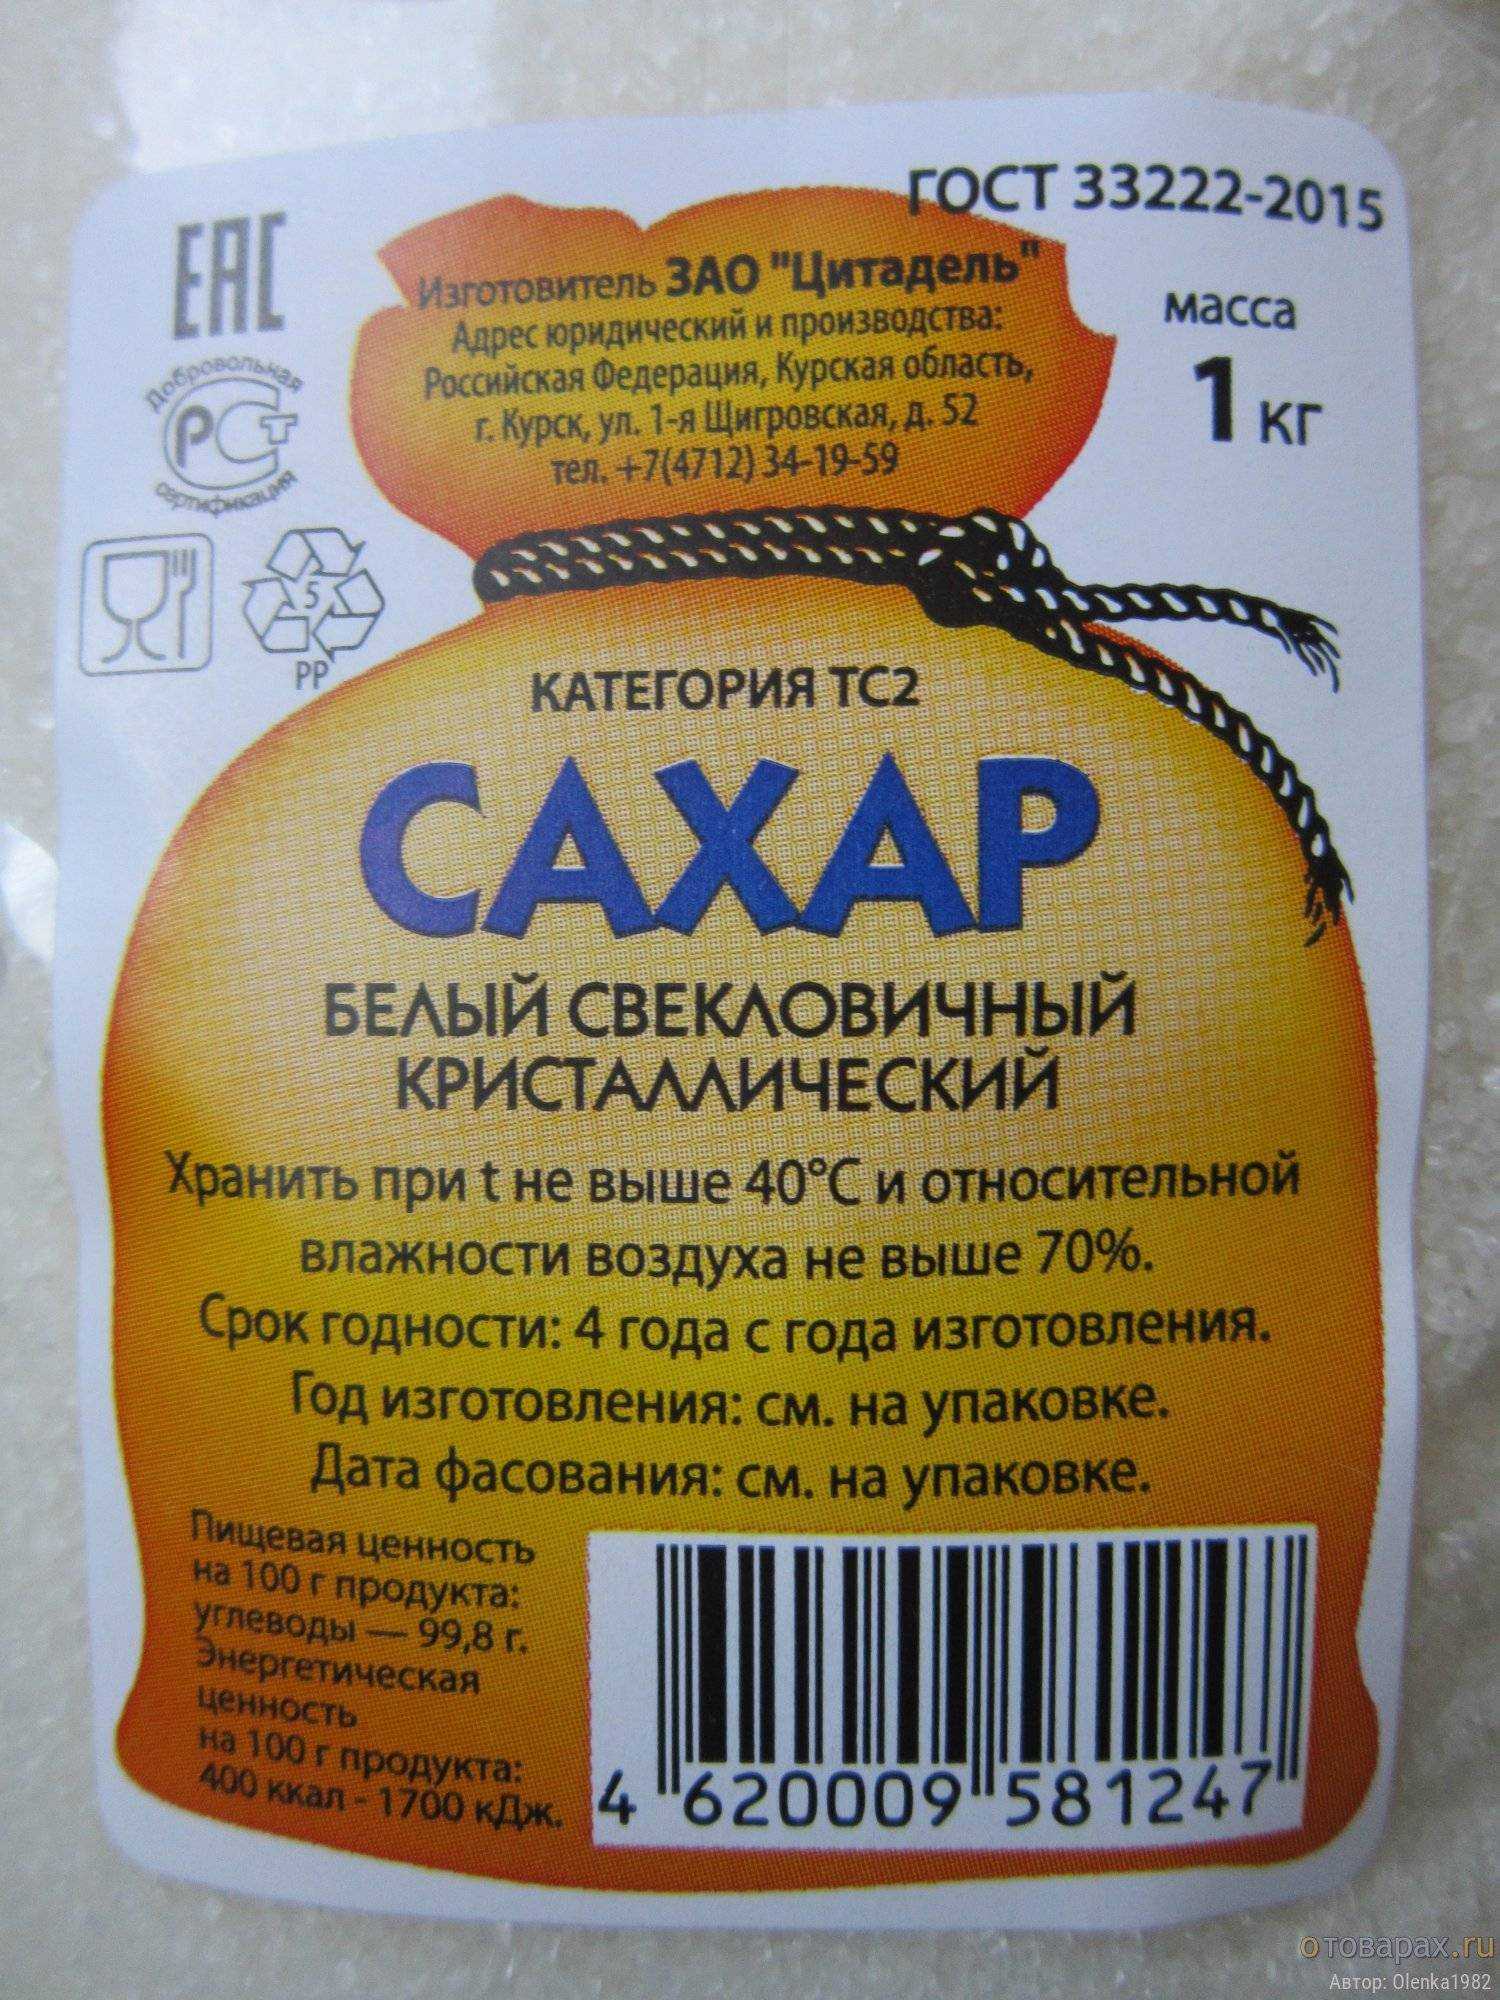 ГОСТ 33222-2015
ЕАС
Изготовитель ЗАО "Цитадель"
Адрес юридический и производства:
Российская Федерация, Курская область,
г. Курск, ул. 1-я Щигровская, д. 52
тел. +7(4712) 34-19-59
масса
1 кг
Добровольная
РСТ
сертификация
5
PP
КАТЕГОРИЯ ТС2
САХАР
БЕЛЫЙ СВЕКЛОВИЧНЫЙ
КРИСТАЛЛИЧЕСКИЙ
Хранить при t не выше 40°С и относительной
влажности воздуха не выше 70%.
Срок годности: 4 года с года изготовления.
Год изготовления: см. на упаковке.
Дата фасования: см. на упаковке.
Пищевая ценность
на 100 г продукта:
углеводы — 99,8 г.
Энергетическая
ценность
на 100 г продукта:
400 ккал - 1700 кДж.
4 620009 581247
отоварах.ru
Автор: Olenka1982